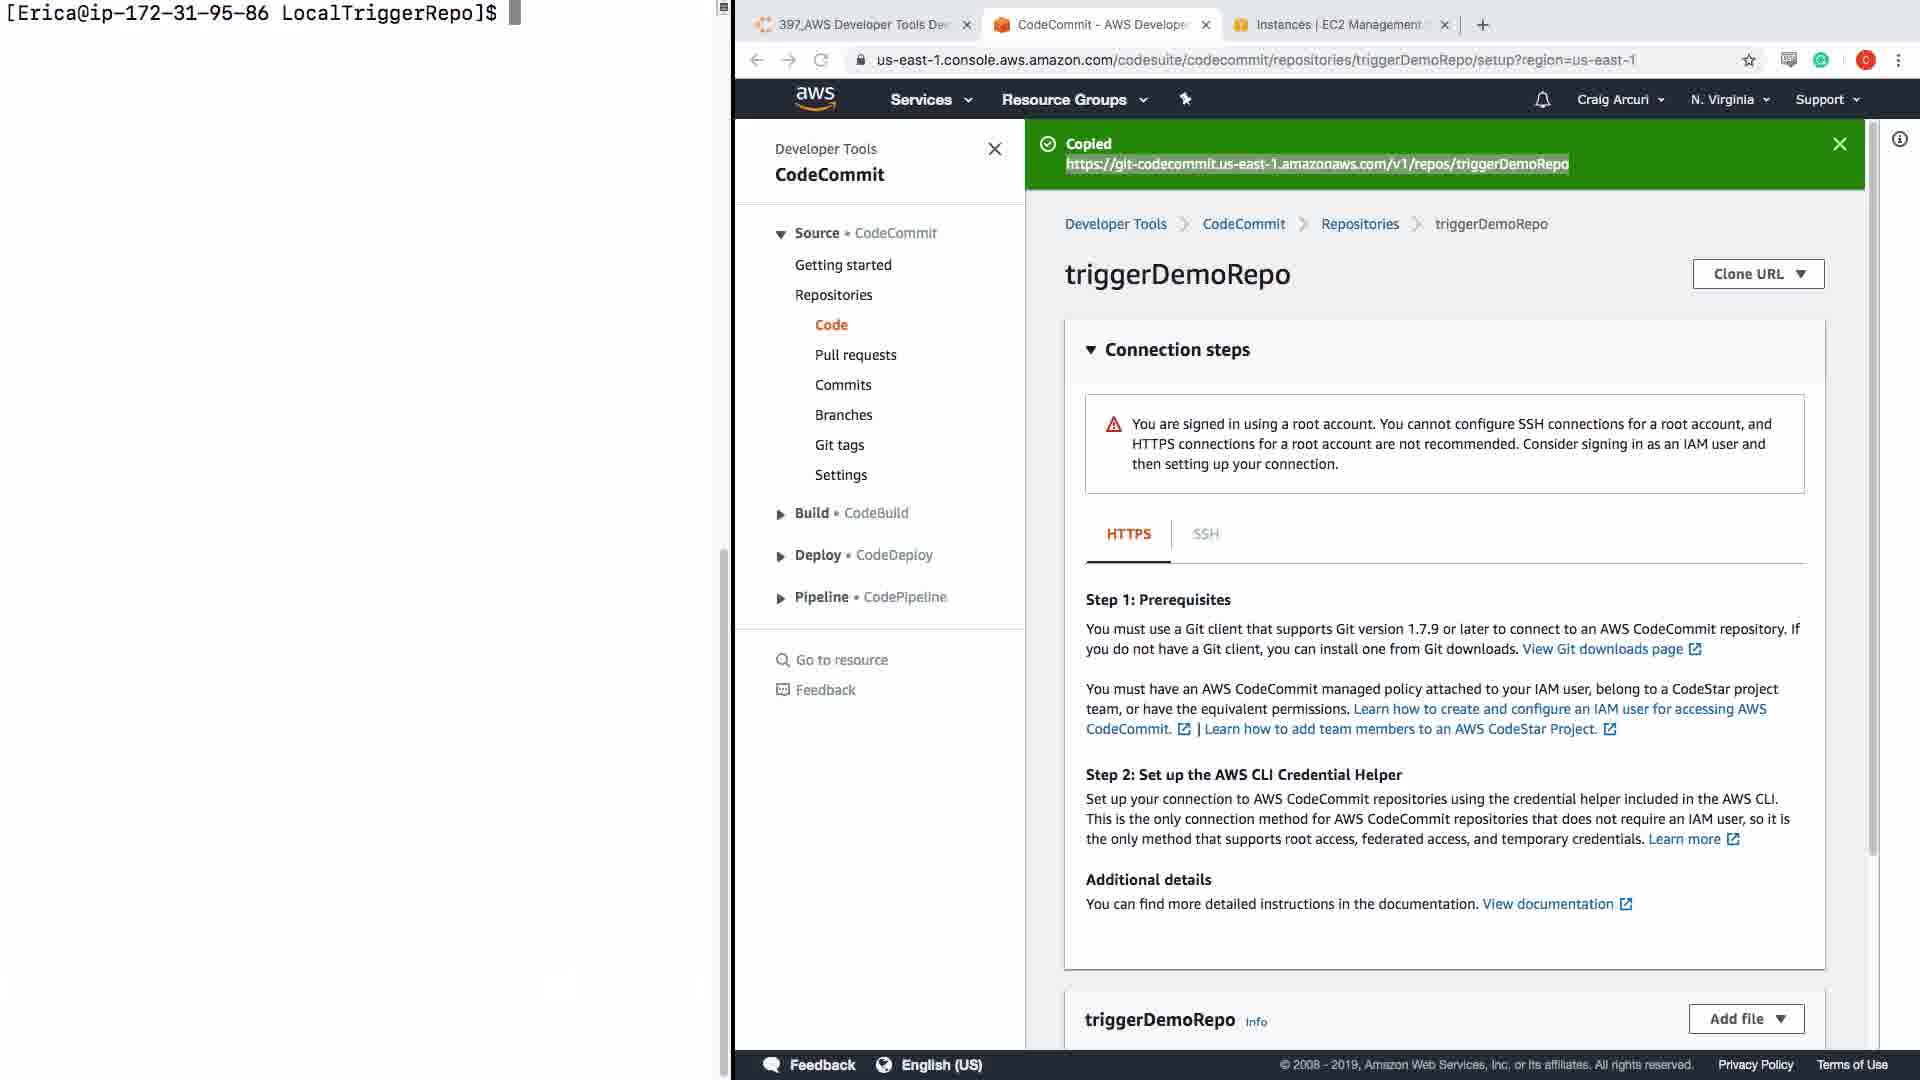 [Erica@ip-172-31-95-86 LocalTriggerRepo]$
397_AWS Developer Tools De
CodeCommit - AWS Developer
Instances | EC2 Management
us-east-1.console.aws.amazon.com/codesuite/codecommit/repositories/triggerDemoRepo/setup?region=us-east-1
C
aws
Services
Resource Groups
Craig Arcuri
N. Virginia
Support
Developer Tools
CodeCommit
Source • CodeCommit
Getting started
Repositories
Code
Pull requests
Commits
Branches
Git tags
Settings
Build • CodeBuild
Deploy • CodeDeploy
Pipeline • CodePipeline
Go to resource
Feedback
Copied
https://git-codecommit.us-east-1.amazonaws.com/v1/repos/triggerDemoRepo
Developer Tools
CodeCommit
Repositories
triggerDemoRepo
triggerDemoRepo
Clone URL
Connection steps
You are signed in using a root account. You cannot configure SSH connections for a root account, and
HTTPS connections for a root account are not recommended. Consider signing in as an IAM user and
then setting up your connection.
HTTPS
SSH
Step 1: Prerequisites
You must use a Git client that supports Git version 1.7.9 or later to connect to an AWS CodeCommit repository. If
you do not have a Git client, you can install one from Git downloads. View Git downloads page
You must have an AWS CodeCommit managed policy attached to your IAM user, belong to a CodeStar project
team, or have the equivalent permissions. Learn how to create and configure an IAM user for accessing AWS
CodeCommit. | Learn how to add team members to an AWS CodeStar Project.
Step 2: Set up the AWS CLI Credential Helper
Set up your connection to AWS CodeCommit repositories using the credential helper included in the AWS CLI.
This is the only connection method for AWS CodeCommit repositories that does not require an IAM user, so it is
the only method that supports root access, federated access, and temporary credentials. Learn more
Additional details
You can find more detailed instructions in the documentation. View documentation
triggerDemoRepo Info
Add file
Feedback
English (US)
© 2008 - 2019, Amazon Web Services, Inc. or its affiliates. All rights reserved.
Privacy Policy
Terms of Use